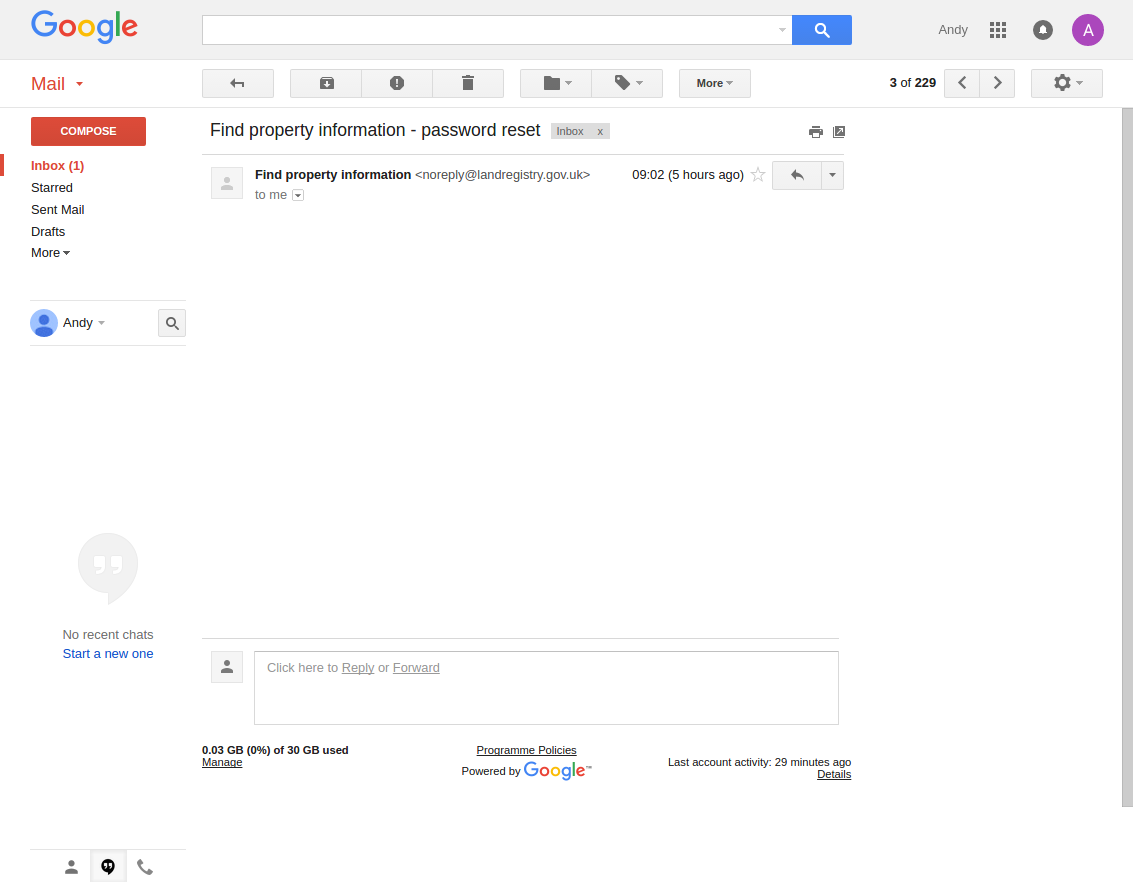 Google
Andy
A
Mail
More
3 of 229
COMPOSE
Inbox (1)
Starred
Sent Mail
Drafts
More
Find property information - password reset
Inbox x
Find property information <noreply@landregistry.gov.uk>
09:02 (5 hours ago)
to me
Andy
No recent chats
Start a new one
Click here to Reply or Forward
0.03 GB (0%) of 30 GB used
Manage
Programme Policies
Powered by Google™
Last account activity: 29 minutes ago
Details